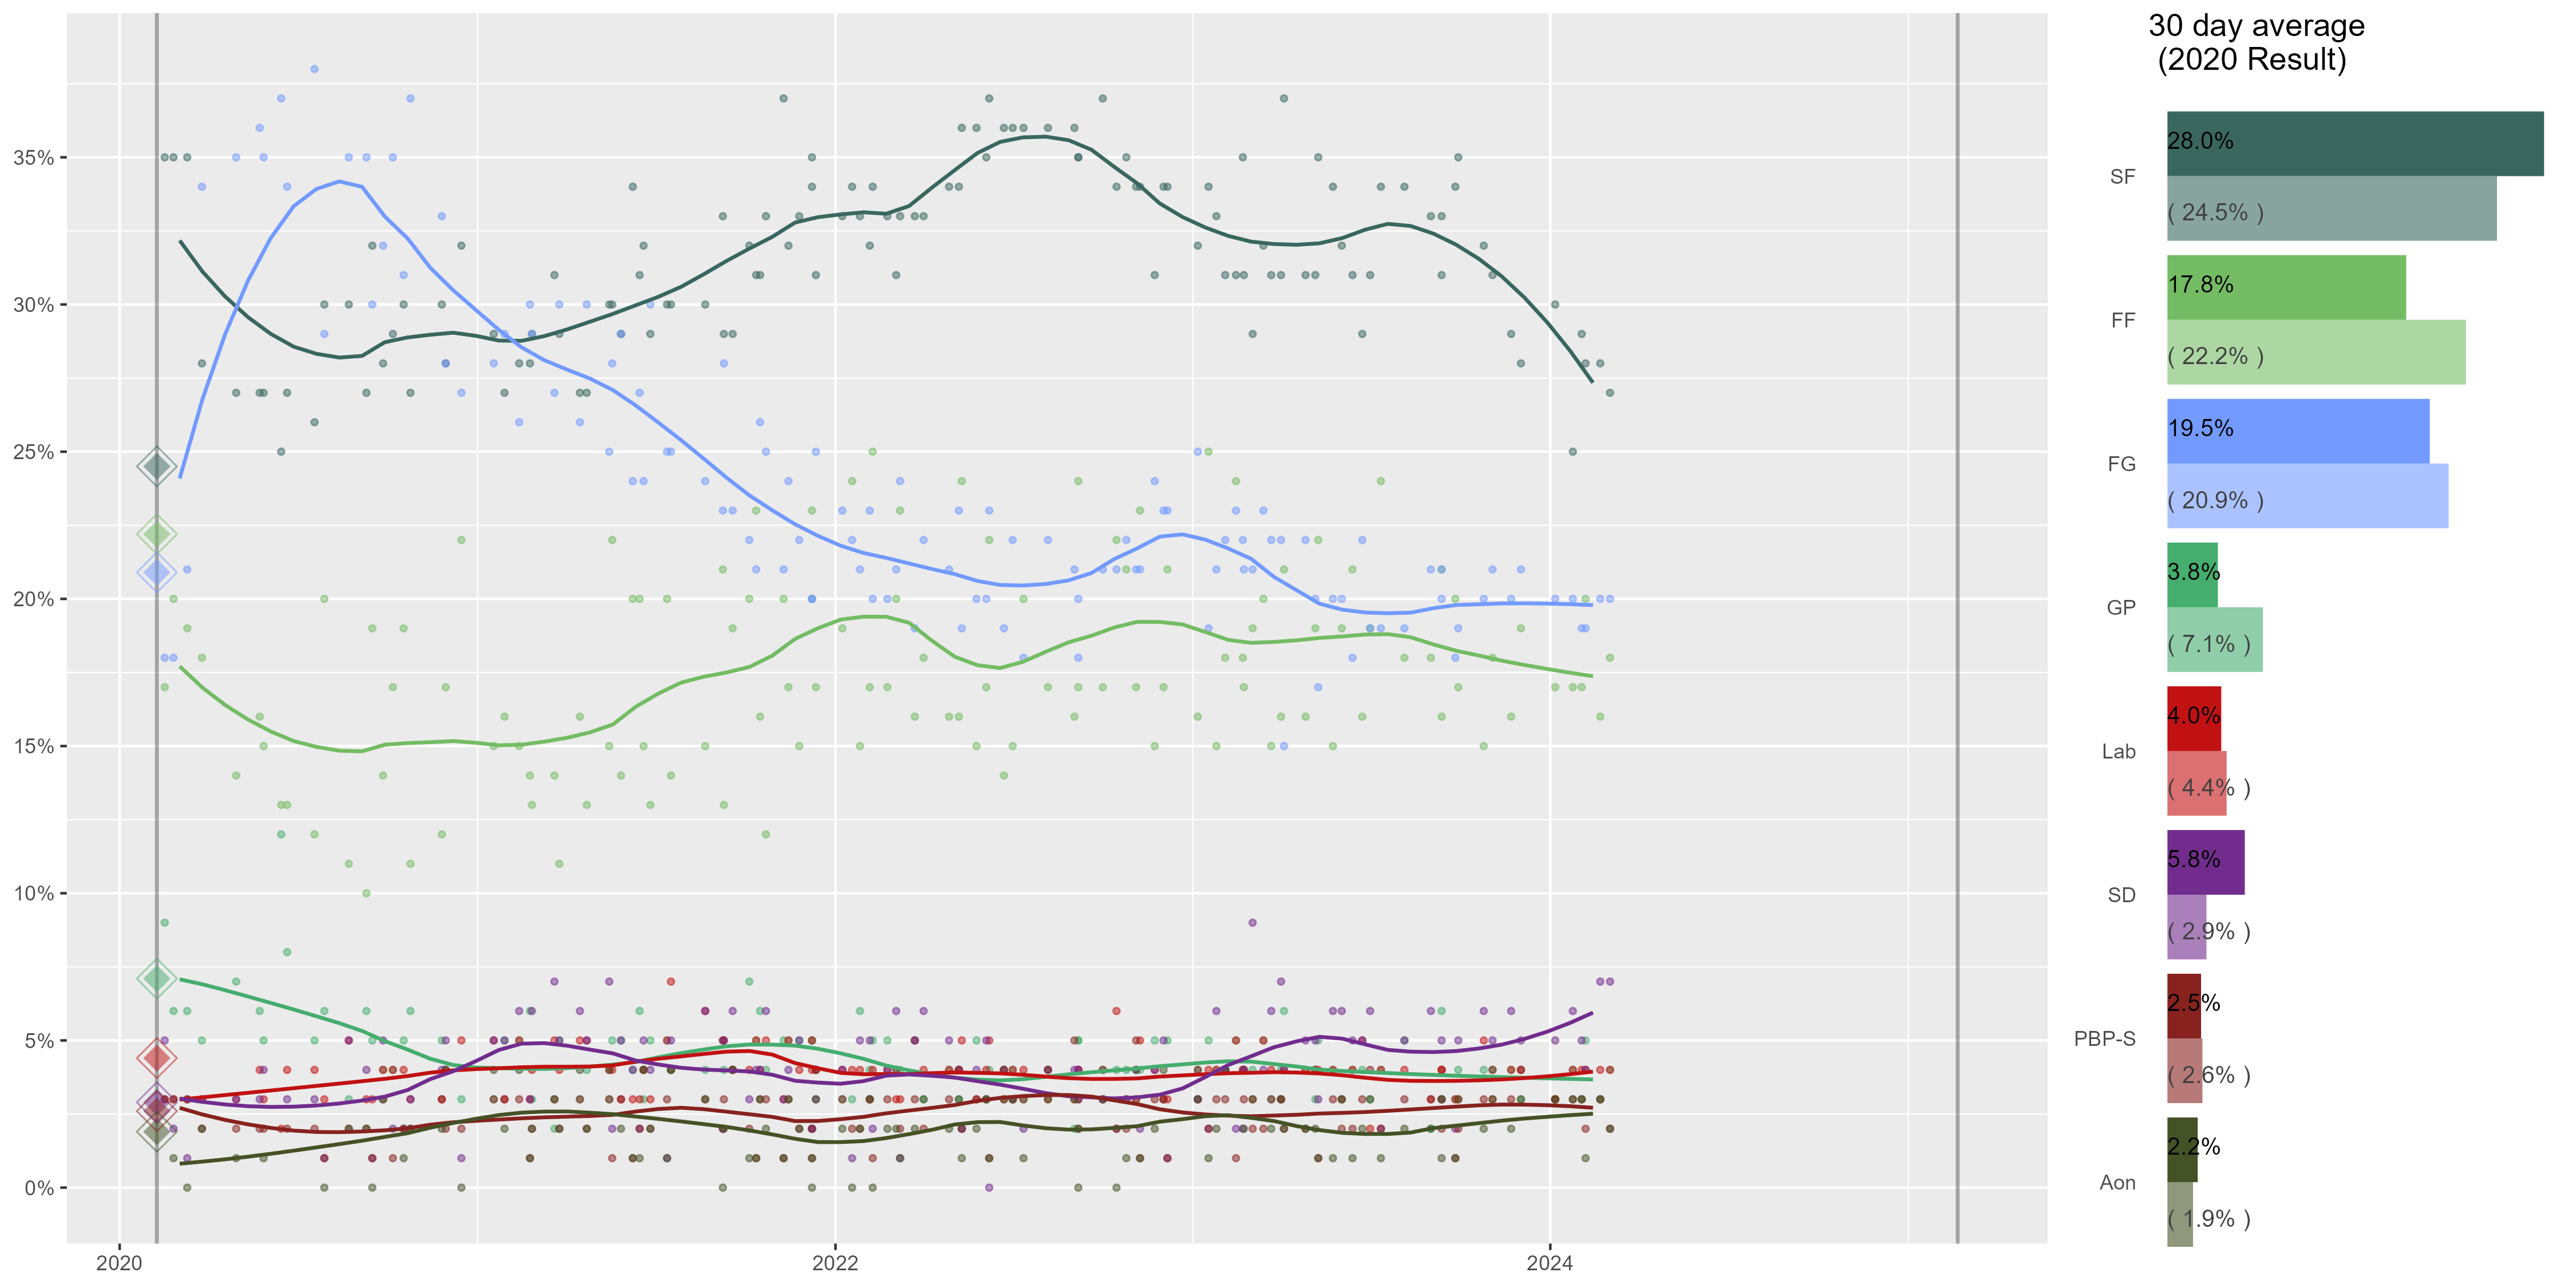 30 day average
(2020 Result)
35%
30%
25%
20%
15%
10%
5%
0%
2020
2022
2024
SF
28.0%
( 24.5% )
FF
17.8%
( 22.2% )
FG
19.5%
( 20.9% )
GP
3.8%
( 7.1% )
Lab
4.0%
( 4.4% )
SD
5.8%
( 2.9% )
PBP-S
2.5%
( 2.6% )
Aon
2.2%
( 1.9% )